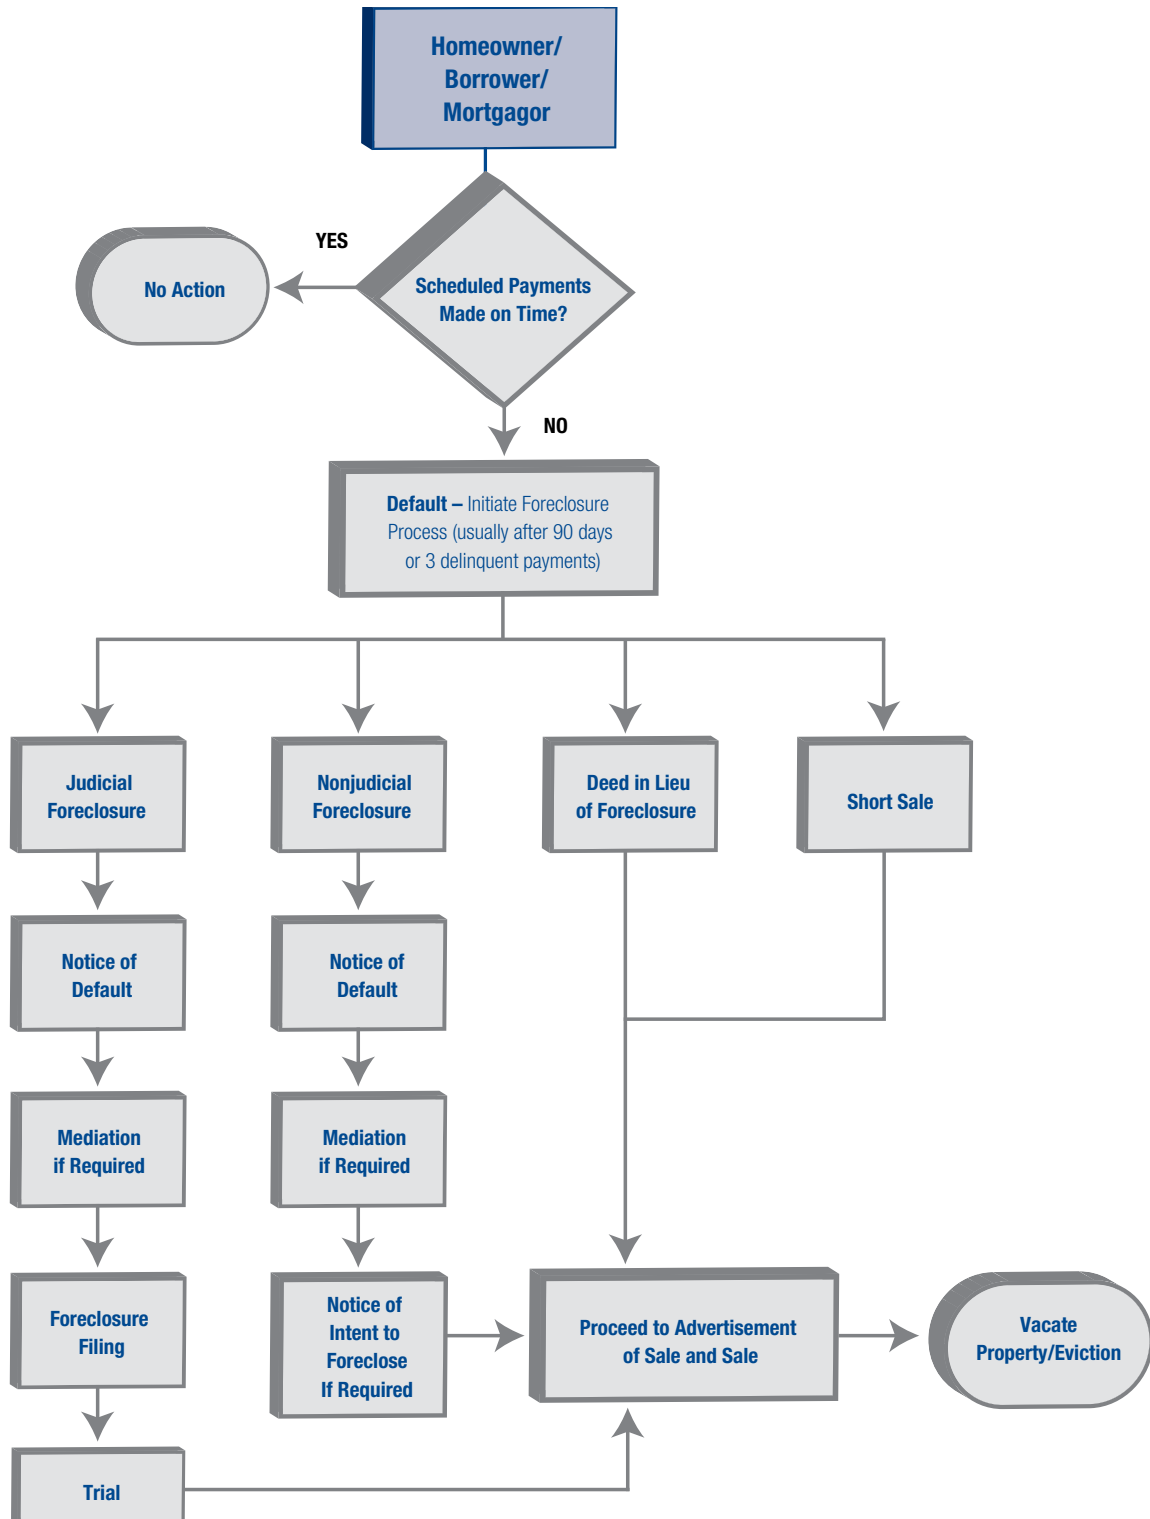 Homeowner/
Borrower/
Mortgagor
YES
No Action
Scheduled Payments
Made on Time?
NO
Default – Initiate Foreclosure
Process (usually after 90 days
or 3 delinquent payments)
Judicial
Foreclosure
Nonjudicial
Foreclosure
Deed in Lieu
of Foreclosure
Short Sale
Notice of
Default
Notice of
Default
Mediation
if Required
Mediation
if Required
Foreclosure
Filing
Notice of
Intent to
Foreclose
If Required
Proceed to Advertisement
of Sale and Sale
Vacate
Property/Eviction
Trial